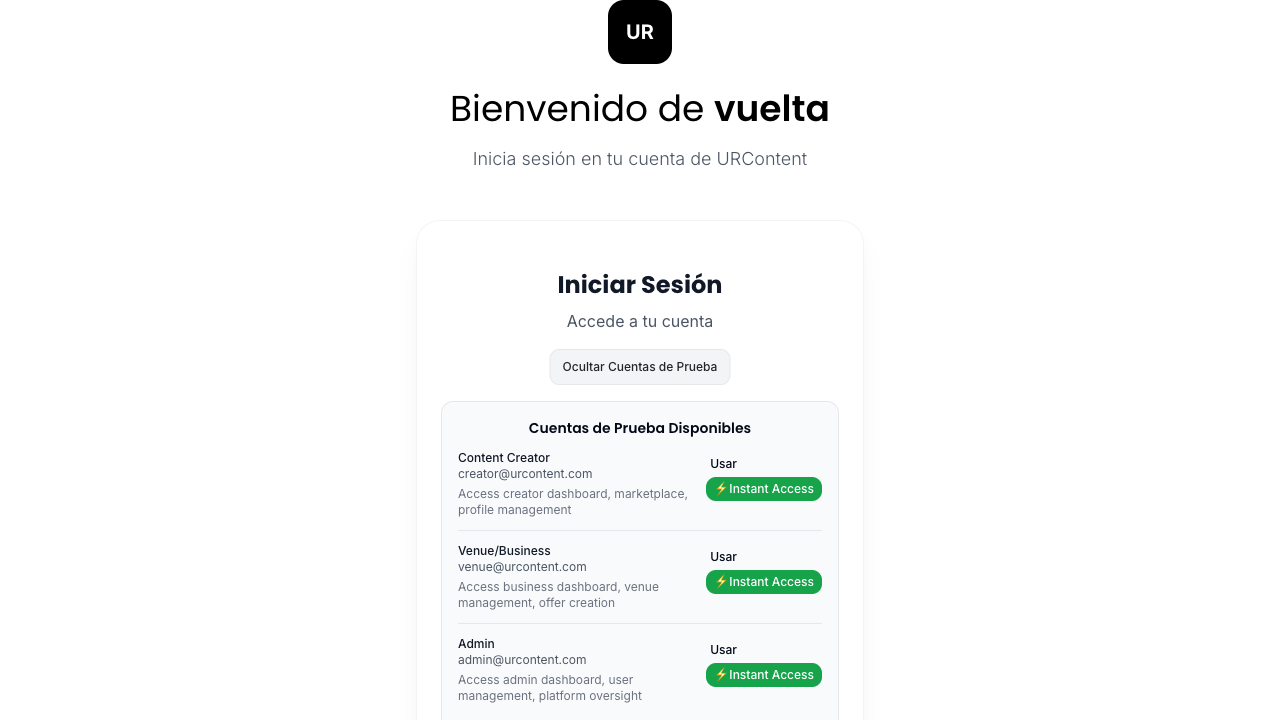 UR
Bienvenido de vuelta
Inicia sesión en tu cuenta de URContent
Iniciar Sesión
Accede a tu cuenta
Ocultar Cuentas de Prueba
Cuentas de Prueba Disponibles
Content Creator
creator@urcontent.com
Access creator dashboard, marketplace,
profile management
Usar
⚡Instant Access
Venue/Business
venue@urcontent.com
Access business dashboard, venue
management, offer creation
Usar
⚡Instant Access
Admin
admin@urcontent.com
Access admin dashboard, user
management, platform oversight
Usar
⚡Instant Access